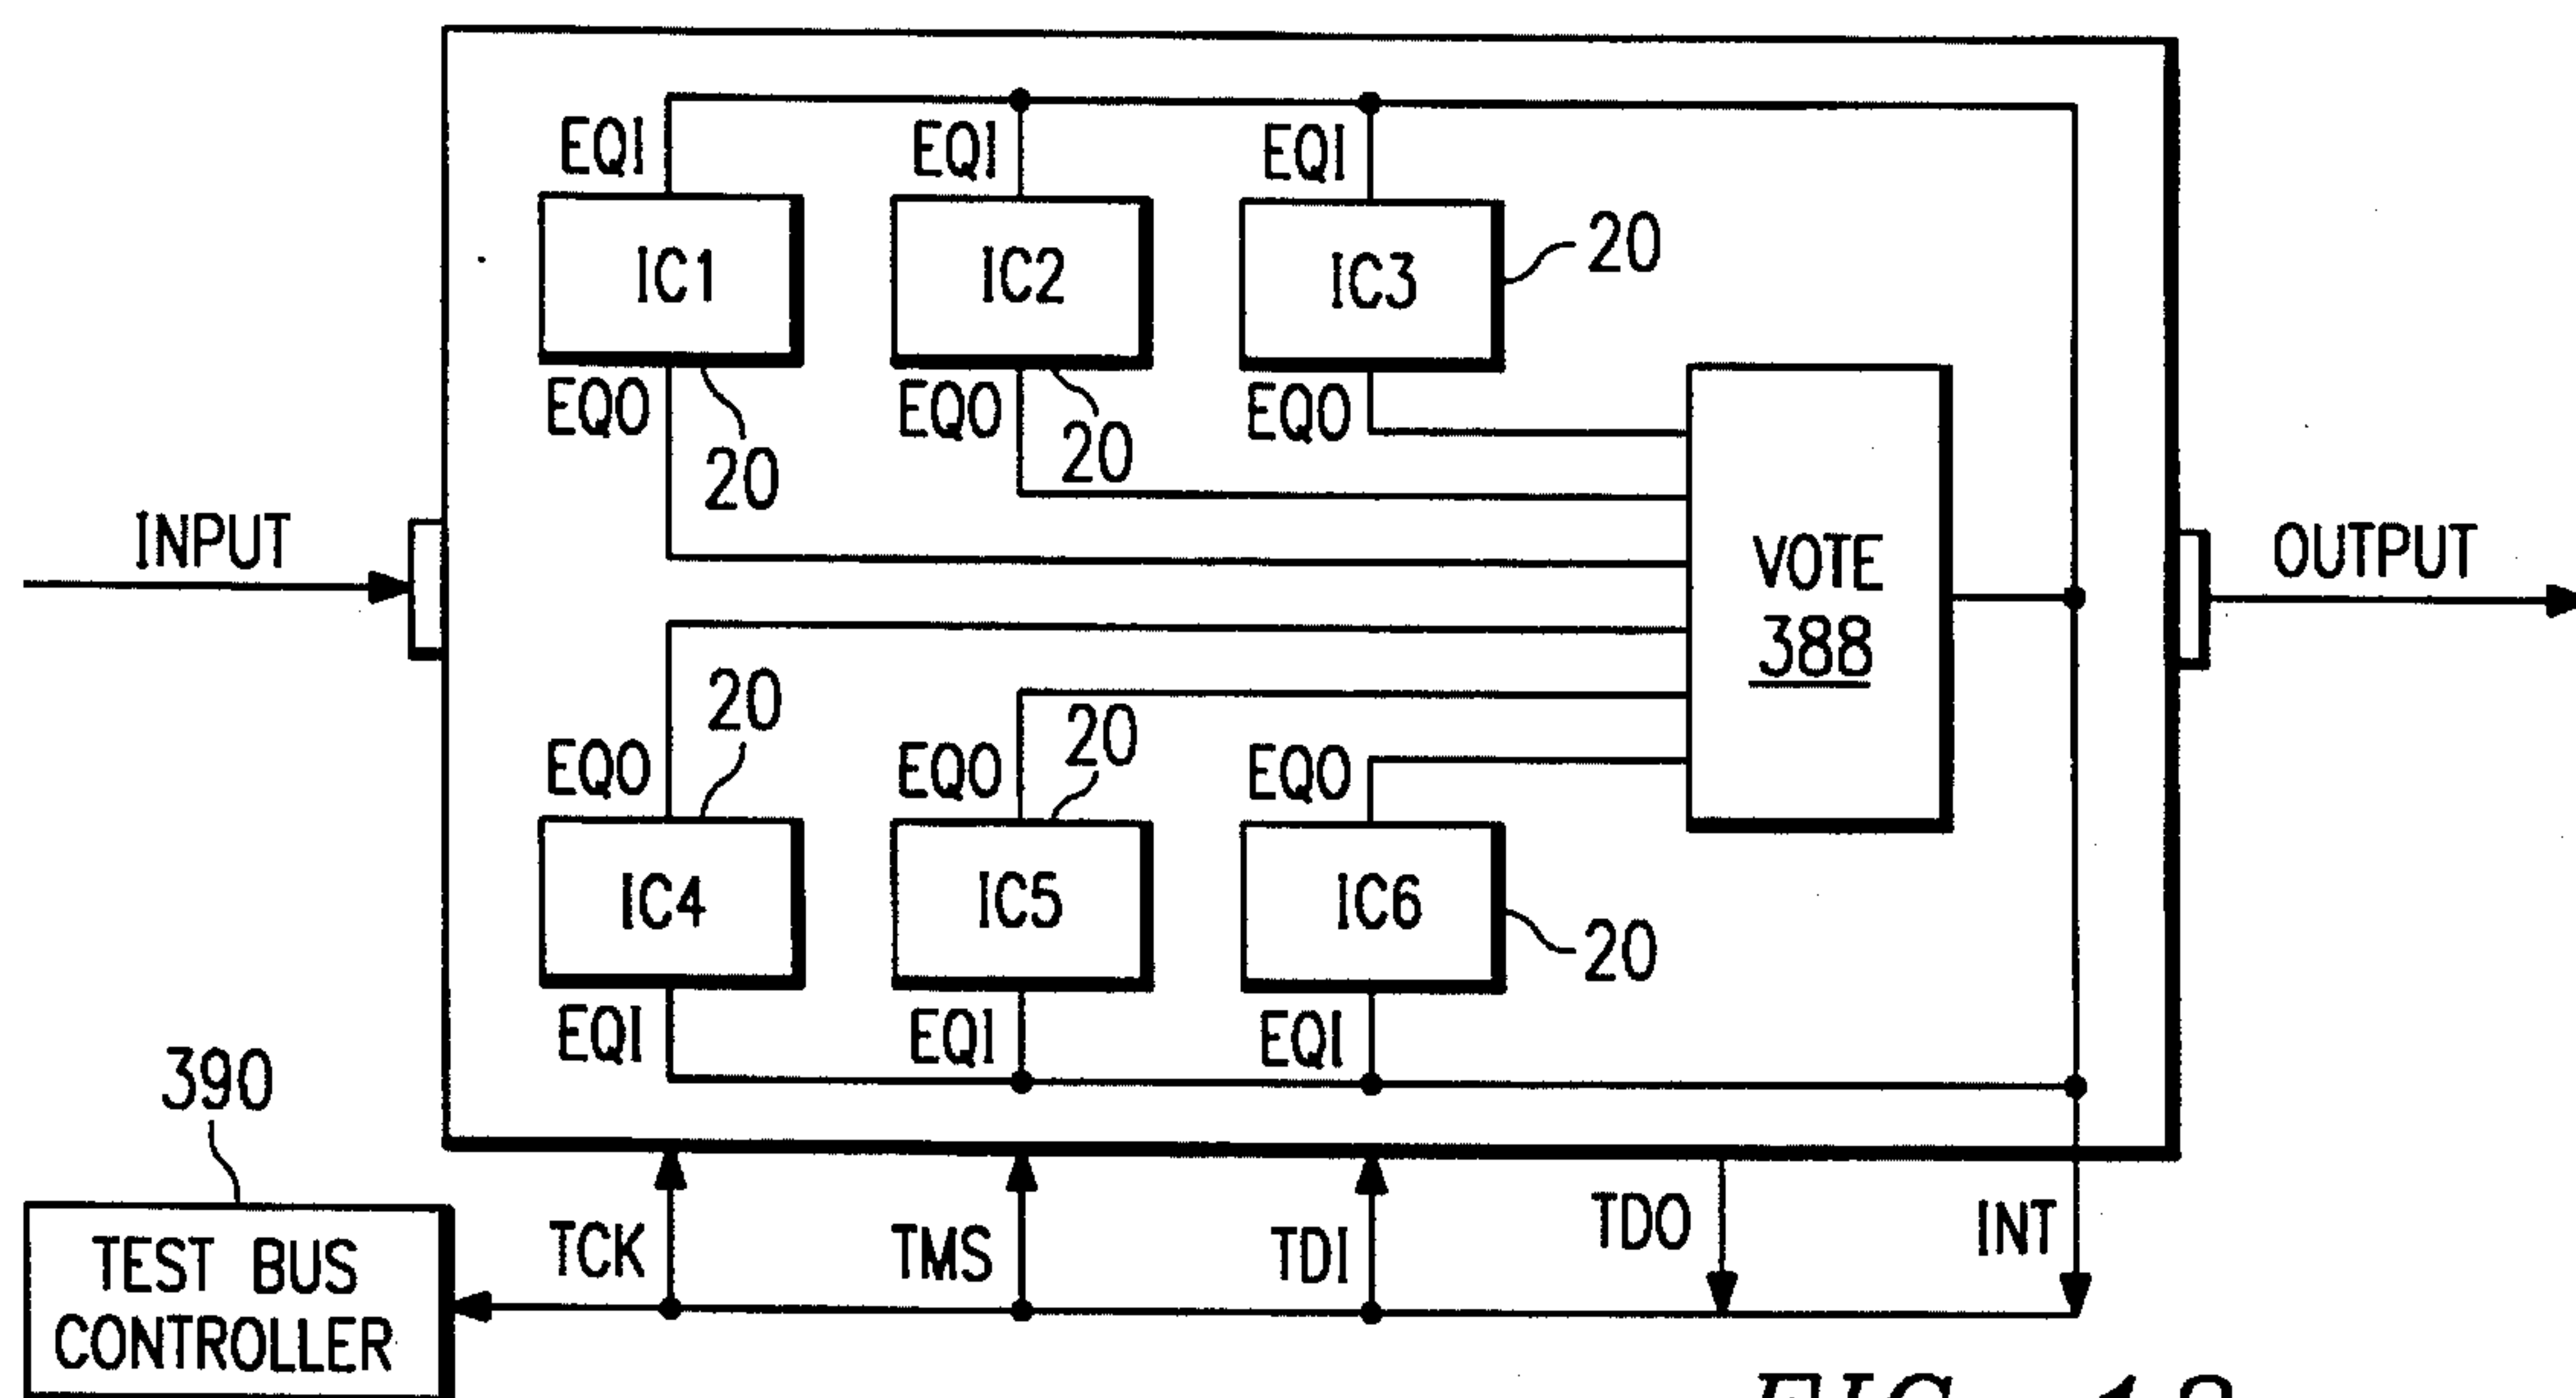 EQI EQI EQI
IC1 IC2 IC3 20
EQO EQO EQO
20 20
INPUT VOTE OUTPUT
388
20 20
EQO EQO EQO
IC4 IC5 IC6
20
EQI EQI EQI
390
TCK TMS TDI TDO INT
TEST BUS
CONTROLLER